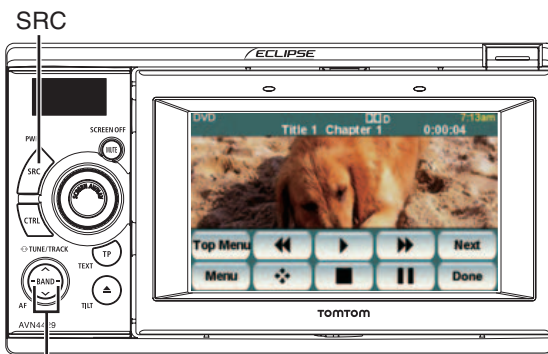 SRC
ECLIPSE
PWR
SCREEN OFF
MUTE
SRC
CTRL
TUNE/TRACK
TEXT
TP
BAND
AF
TILT
AVN4429
DVD
D
7:13am
Title 1 Chapter 1
0:00:04
Top Menu
Next
Menu
Done
TOMTOM